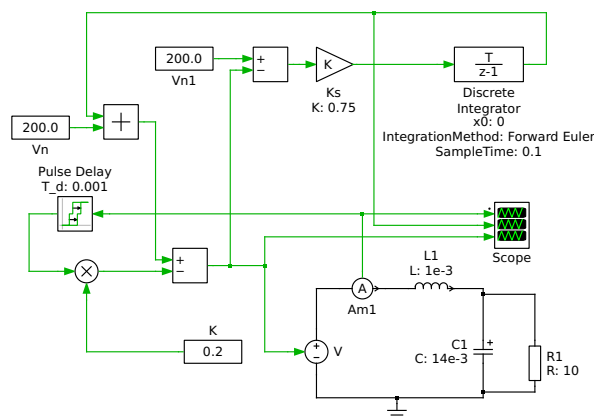 200.0
Vn1
K
Ks
K: 0.75
T
z-1
Discrete
Integrator
x0: 0
IntegrationMethod: Forward Euler
SampleTime: 0.1
200.0
Vn
Pulse Delay
T_d: 0.001
Scope
A
Am1
L1
L: 1e-3
K
0.2
V
C1
C: 14e-3
R1
R: 10